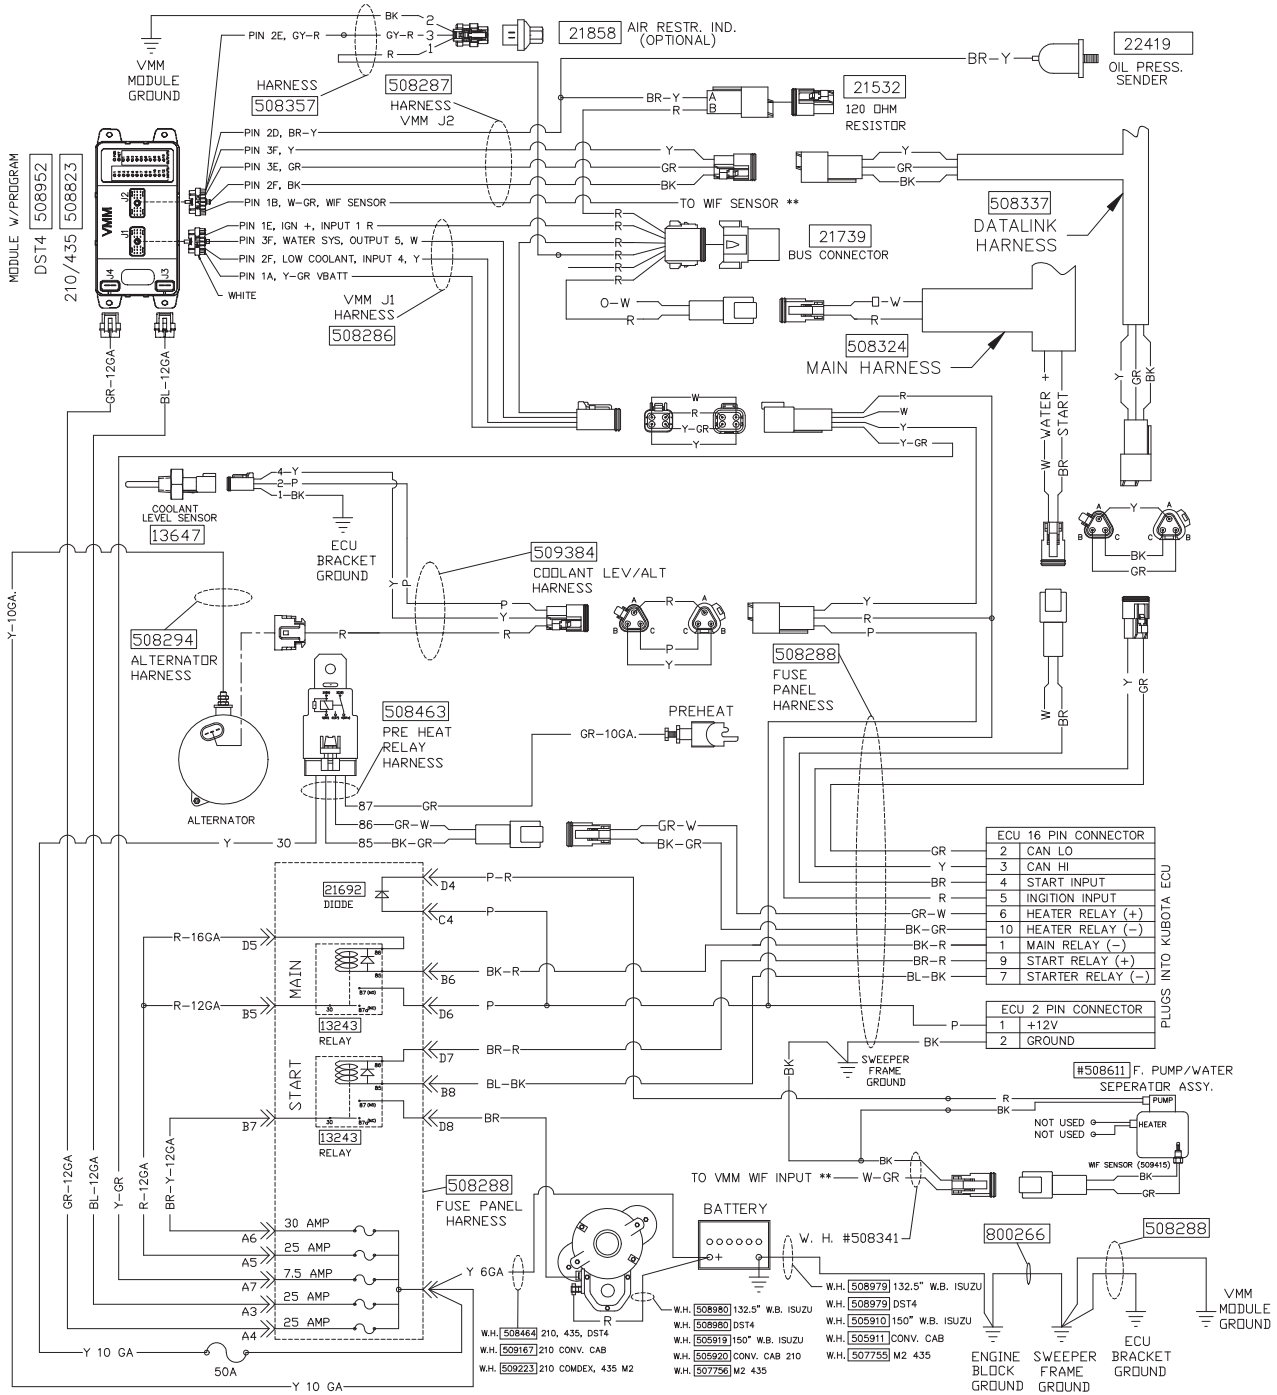 BK 2
PIN 2E, GY-R GY-R 3
R 1
21858 AIR RESTR. IND.
(OPTIONAL)
VMM
MODULE
GROUND
HARNESS
508357
508287
HARNESS
VMM J2
BR-Y
22419
OIL PRESS.
SENDER
BR-Y A
R B
21532
120 OHM
RESISTOR
MODULE W/PROGRAM
DST4 508952
210/435 508823
VMM
J2
J1
J4
J3
PIN 2D, BR-Y
PIN 3F, Y
PIN 3E, GR
PIN 2F, BK
PIN 1B, W-GR, WIF SENSOR
TO WIF SENSOR **
Y
GR
BK
Y
GR
BK
PIN 1E, IGN +, INPUT 1 R
PIN 3F, WATER SYS, OUTPUT 5, W
PIN 2F, LOW COOLANT, INPUT 4, Y
PIN 1A, Y-GR VBATT
WHITE
VMM J1
HARNESS
508286
R
R
R
R
R
R
21739
BUS CONNECTOR
508337
DATALINK
HARNESS
O-W
R
O-W
R
508324
MAIN HARNESS
GR-12GA
BL-12GA
W
R
Y-GR
Y
R
W
Y
Y-GR
W WATER +
BR START
Y
GR
BK
4-Y
2-P
1-BK
COOLANT
LEVEL SENSOR
13647
ECU
BRACKET
GROUND
Y
P
509384
COOLANT LEV/ALT
HARNESS
A
Y
A
B
C
C
B
BK
GR
Y-10GA.
508294
ALTERNATOR
HARNESS
R
P
Y
R
A
R
A
B
C
C
B
P
Y
Y
R
P
508288
FUSE
PANEL
HARNESS
Y
GR
W
BR
508463
PRE HEAT
RELAY
HARNESS
GR-10GA.
PREHEAT
ALTERNATOR
87 GR
86 GR-W
85 BK-GR
Y 30
GR-W
BK-GR
ECU 16 PIN CONNECTOR
GR 2 CAN LO
Y 3 CAN HI
BR 4 START INPUT
R 5 INGITION INPUT
GR-W 6 HEATER RELAY (+)
BK-GR 10 HEATER RELAY (-)
BK-R 1 MAIN RELAY (-)
BR-R 9 START RELAY (+)
BL-BK 7 STARTER RELAY (-)
PLUGS INTO KUBOTA ECU
ECU 2 PIN CONNECTOR
P 1 +12V
BK 2 GROUND
21692
DIODE
D4 P-R
C4 P
R-16GA D5
MAIN
86
85
87 (NO)
30
87a (NC)
B6 BK-R
R-12GA B5
D6 P
13243
RELAY
D7 BR-R
START
86
85
87 (NO)
30
87a (NC)
B8 BL-BK
B7
D8 BR
13243
RELAY
BK
SWEEPER
FRAME
GROUND
#508611 F. PUMP/WATER
SEPERATOR ASSY.
R
BK
PUMP
NOT USED
NOT USED
HEATER
WIF SENSOR (509415)
BK
TO VMM WIF INPUT ** W-GR
BK
GR
GR-12GA
BL-12GA
Y-GR
R-12GA
BR-Y-12GA
508288
FUSE PANEL
HARNESS
30 AMP
A6
25 AMP
A5
7.5 AMP
A7
25 AMP
A3
25 AMP
A4
Y 6GA
BATTERY
+
W. H. #508341
800266
508288
R
W.H. 508464 210, 435, DST4
W.H. 509167 210 CONV. CAB
W.H. 509223 210 COMDEX, 435 M2
W.H. 508980 132.5" W.B. ISUZU
W.H. 508980 DST4
W.H. 505919 150" W.B. ISUZU
W.H. 505920 CONV. CAB 210
W.H. 507756 M2 435
W.H. 508979 132.5" W.B. ISUZU
W.H. 508979 DST4
W.H. 505910 150" W.B. ISUZU
W.H. 505911 CONV. CAB
W.H. 507755 M2 435
ENGINE
BLOCK
GROUND
SWEEPER
FRAME
GROUND
ECU
BRACKET
GROUND
VMM
MODULE
GROUND
Y 10 GA
50A
Y 10 GA